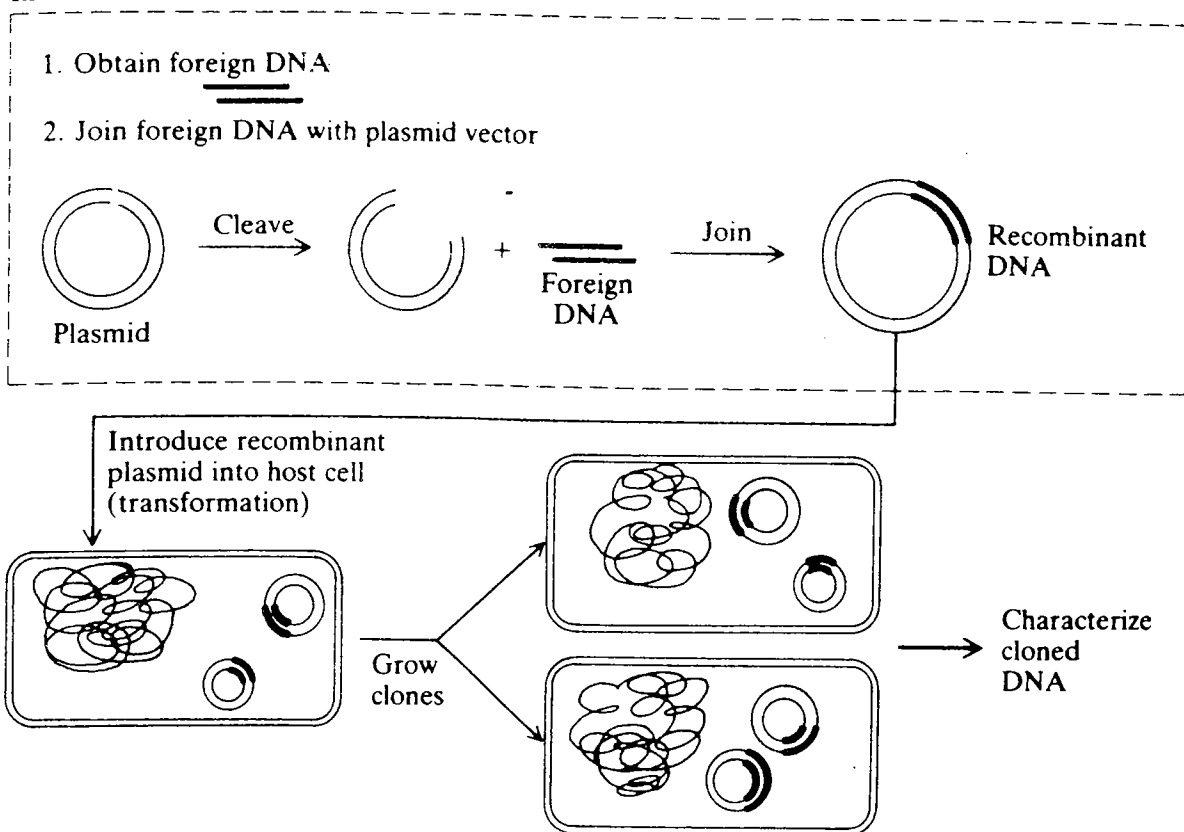 1. Obtain foreign DNA
2. Join foreign DNA with plasmid vector
Cleave
+
Join
Plasmid
Foreign
DNA
Recombinant
DNA
Introduce recombinant
plasmid into host cell
(transformation)
Grow
clones
Characterize
cloned
DNA